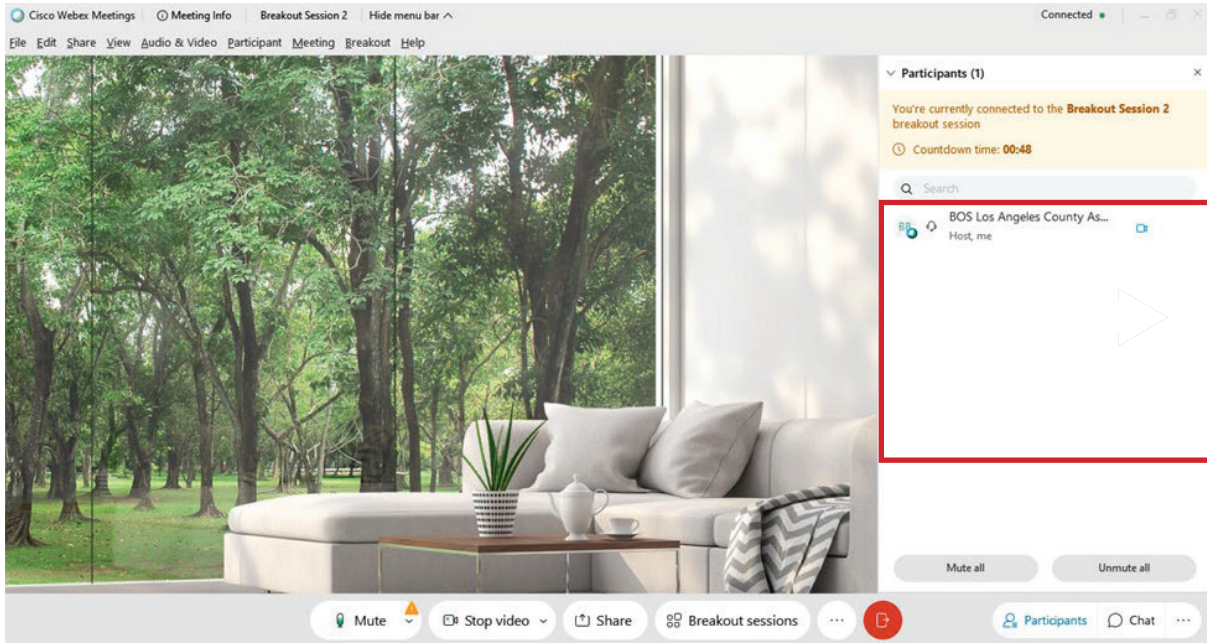 Cisco Webex Meetings Meeting Info Breakout Session 2 Hide menu bar Connected
File Edit Share View Audio & Video Participant Meeting Breakout Help
Participants (1)
You're currently connected to the Breakout Session 2
breakout session
Countdown time: 00:48
Search
BOS Los Angeles County As...
Host, me
Mute all Unmute all
Mute Stop video Share Breakout sessions Participants Chat